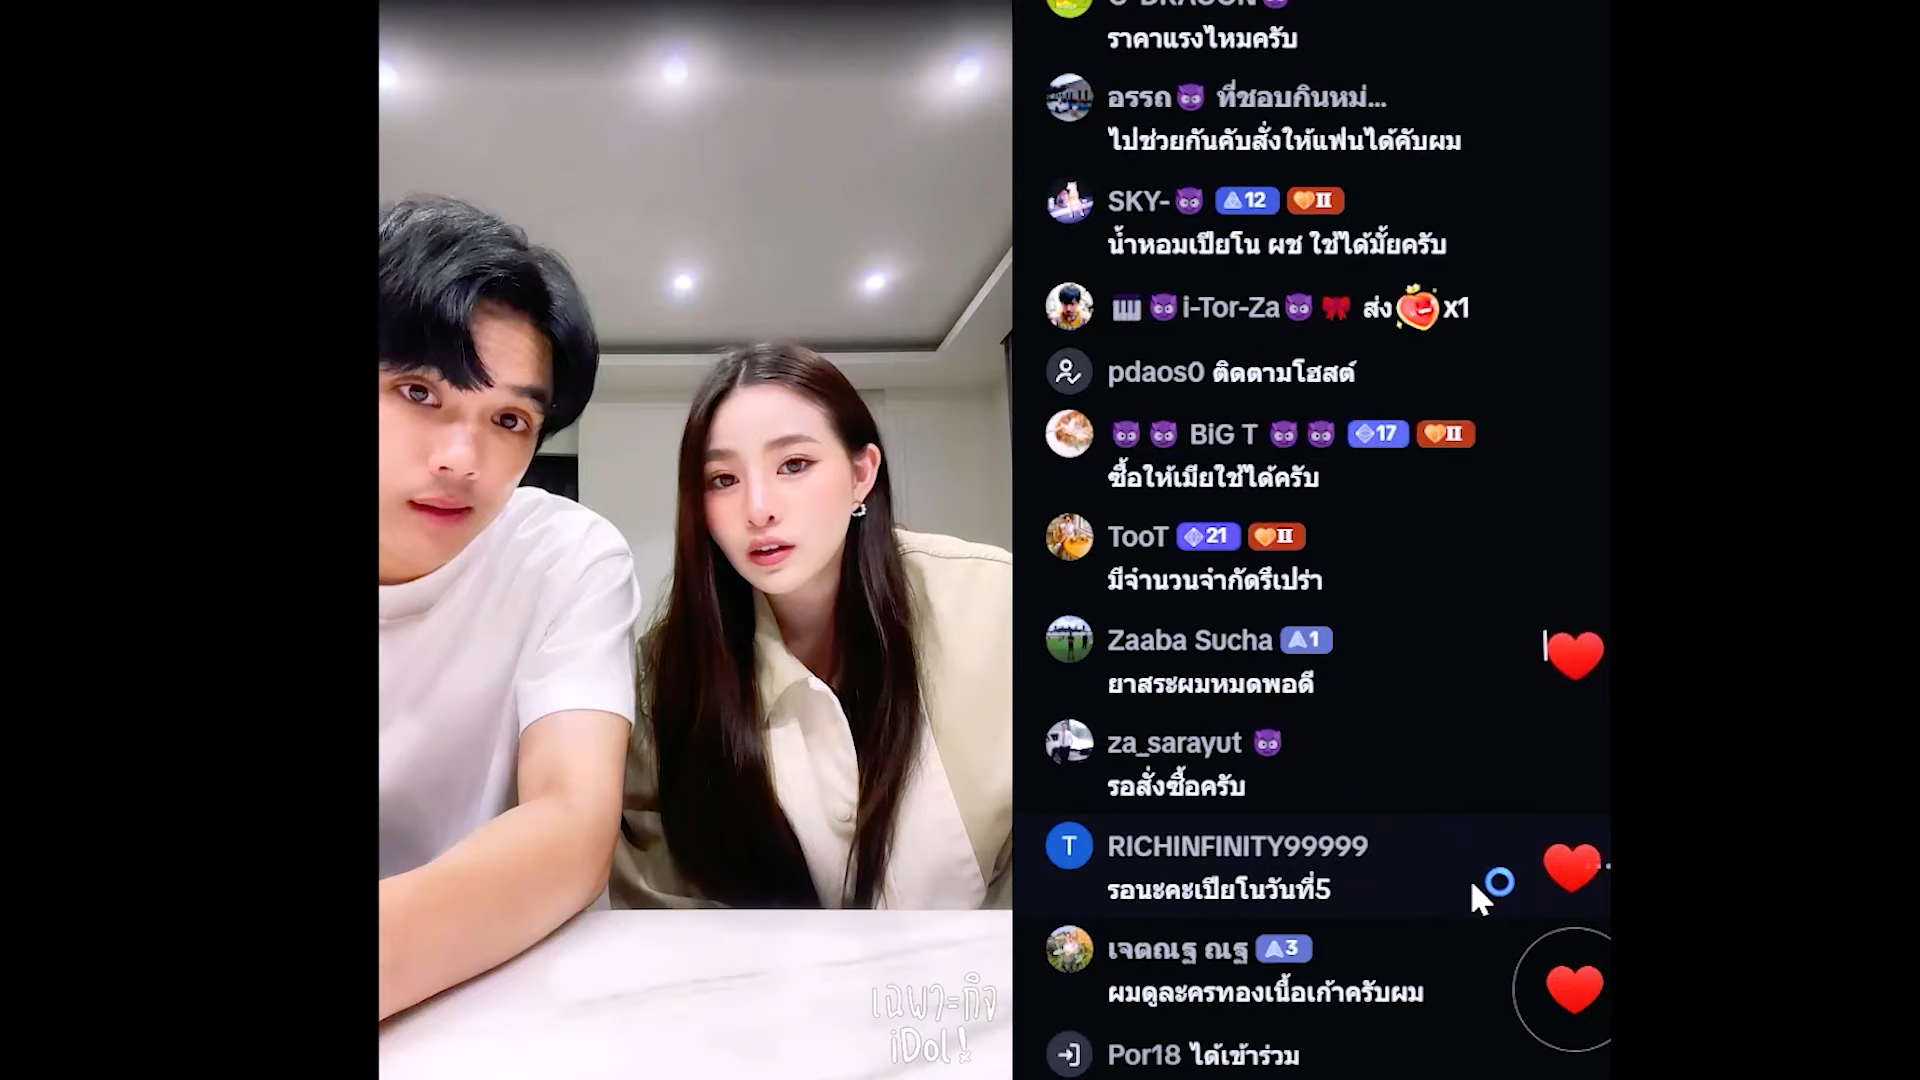 G-DRAGON😈
ราคาแรงไหมครับ
อรรถ😈 ที่ชอบกินหมู่...
ไปช่วยกันคับสั่งให้แฟนได้คับผม
SKY-😈 12 II
น้ำหอมเปียโน ผช ใช้ได้มั้ยครับ
🎹😈i-Tor-Za😈🎀 ส่ง x1
pdaos0 ติดตามโฮสต์
😈😈 BiG T 😈😈 17 II
ซื้อให้เมียใช้ได้ครับ
TooT 21 II
มีจำนวนจำกัดรึเปร่า
Zaaba Sucha 1
ยาสระผมหมดพอดี
za_sarayut 😈
รอสั่งซื้อครับ
T RICHINFINITY99999
รอนะคะเปียโนวันที่5
เจตณฐ ณฐ 3
ผมดูละครทองเนื้อเก้าครับผม
Por18 ได้เข้าร่วม
เฉพาะกิจ
iDol!